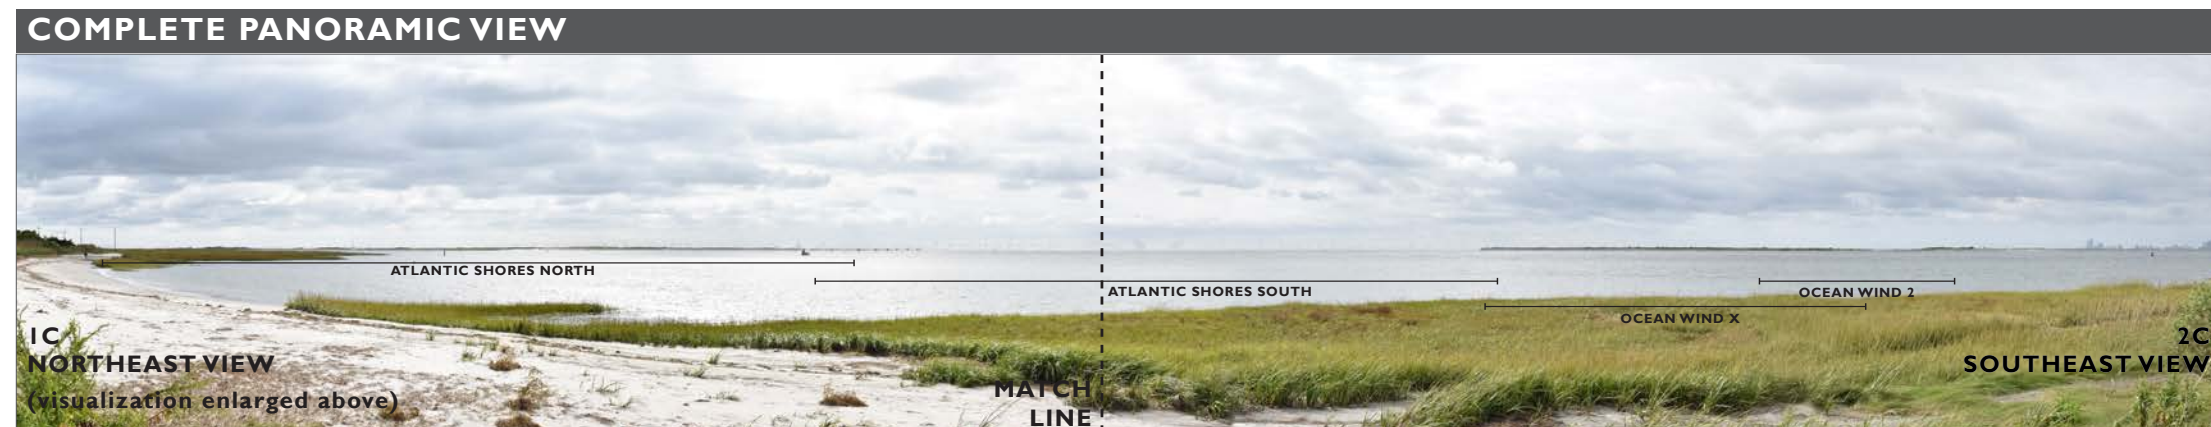 COMPLETE PANORAMIC VIEW
ATLANTIC SHORES NORTH
ATLANTIC SHORES SOUTH
OCEAN WIND 2
OCEAN WIND X
1C
NORTHEAST VIEW
(visualization enlarged above)
MATCH
LINE
2C
SOUTHEAST VIEW